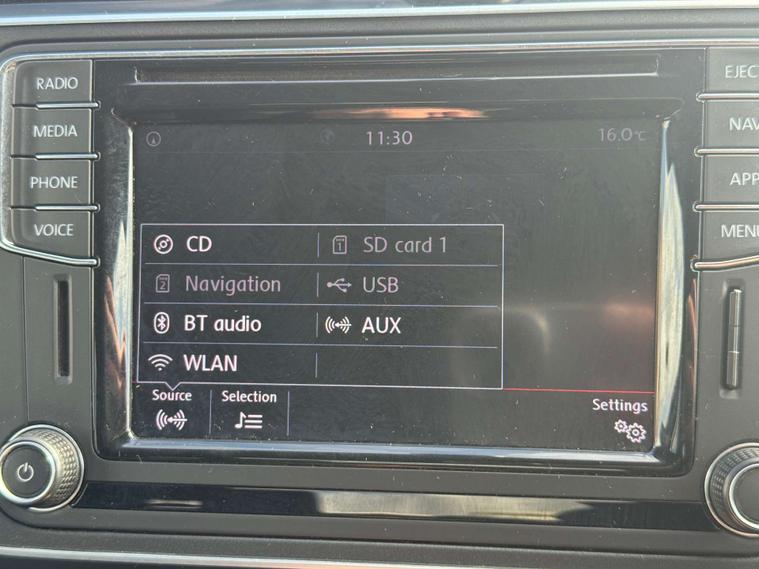 RADIO
MEDIA
PHONE
VOICE
EJECT
NAV
APP
MENU
11:30
16.0°C
CD
SD card 1
Navigation
USB
BT audio
AUX
WLAN
Source
Selection
Settings